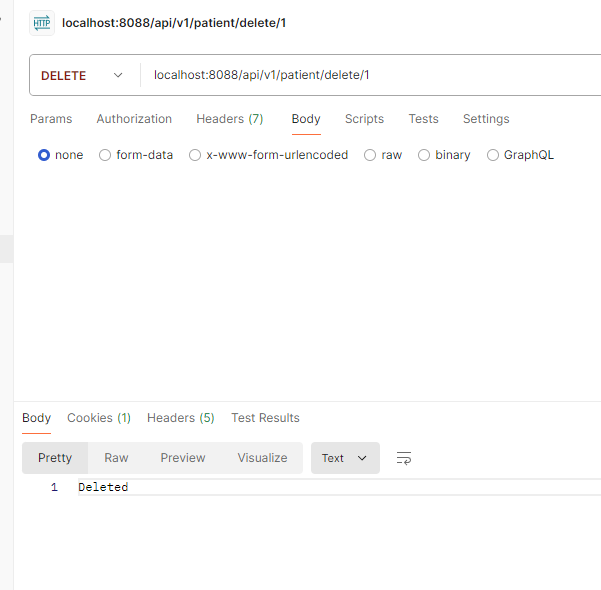 HTTP localhost:8088/api/v1/patient/delete/1
DELETE localhost:8088/api/v1/patient/delete/1
Params Authorization Headers (7) Body Scripts Tests Settings
none form-data x-www-form-urlencoded raw binary GraphQL
Body Cookies (1) Headers (5) Test Results
Pretty Raw Preview Visualize Text
1 Deleted